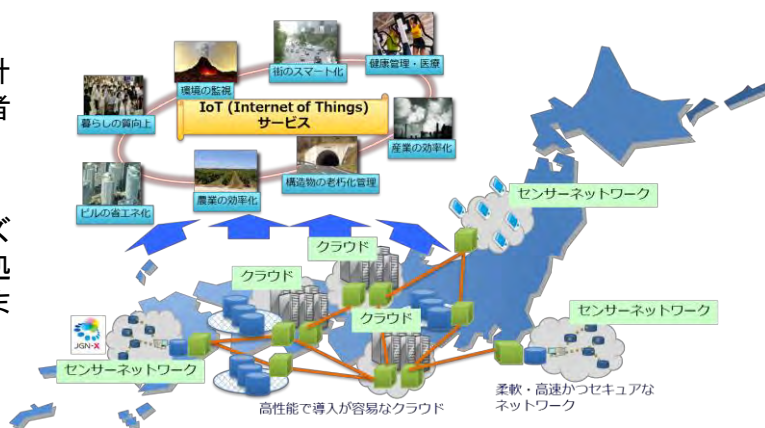 計
者
ズ
処
ま
街のスマート化
健康管理・医療
環境の監視
IoT (Internet of Things)
サービス
暮らしの質向上
産業の効率化
構造物の老朽化管理
農業の効率化
ビルの省エネ化
センサーネットワーク
クラウド
クラウド
クラウド
センサーネットワーク
JGN-X
センサーネットワーク
柔軟・高速かつセキュアな
ネットワーク
高性能で導入が容易なクラウド